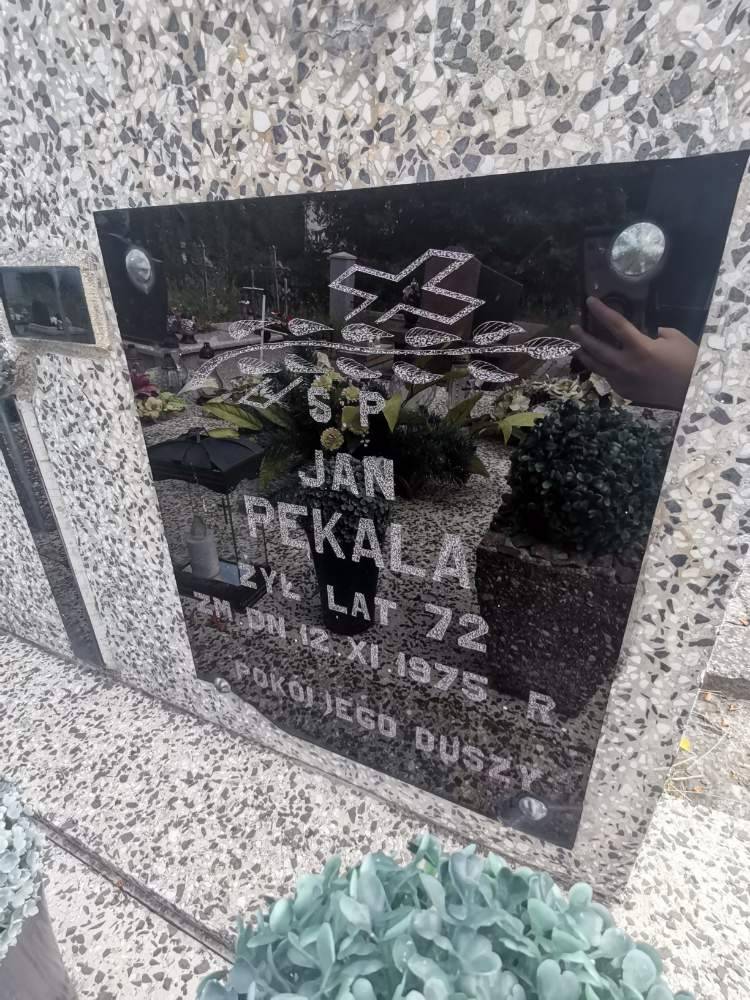 Ś P
JAN
PĘKALA
ŻYŁ LAT 72
ZM. DN. 12. XI. 1975. R.
POKÓJ JEGO DUSZY